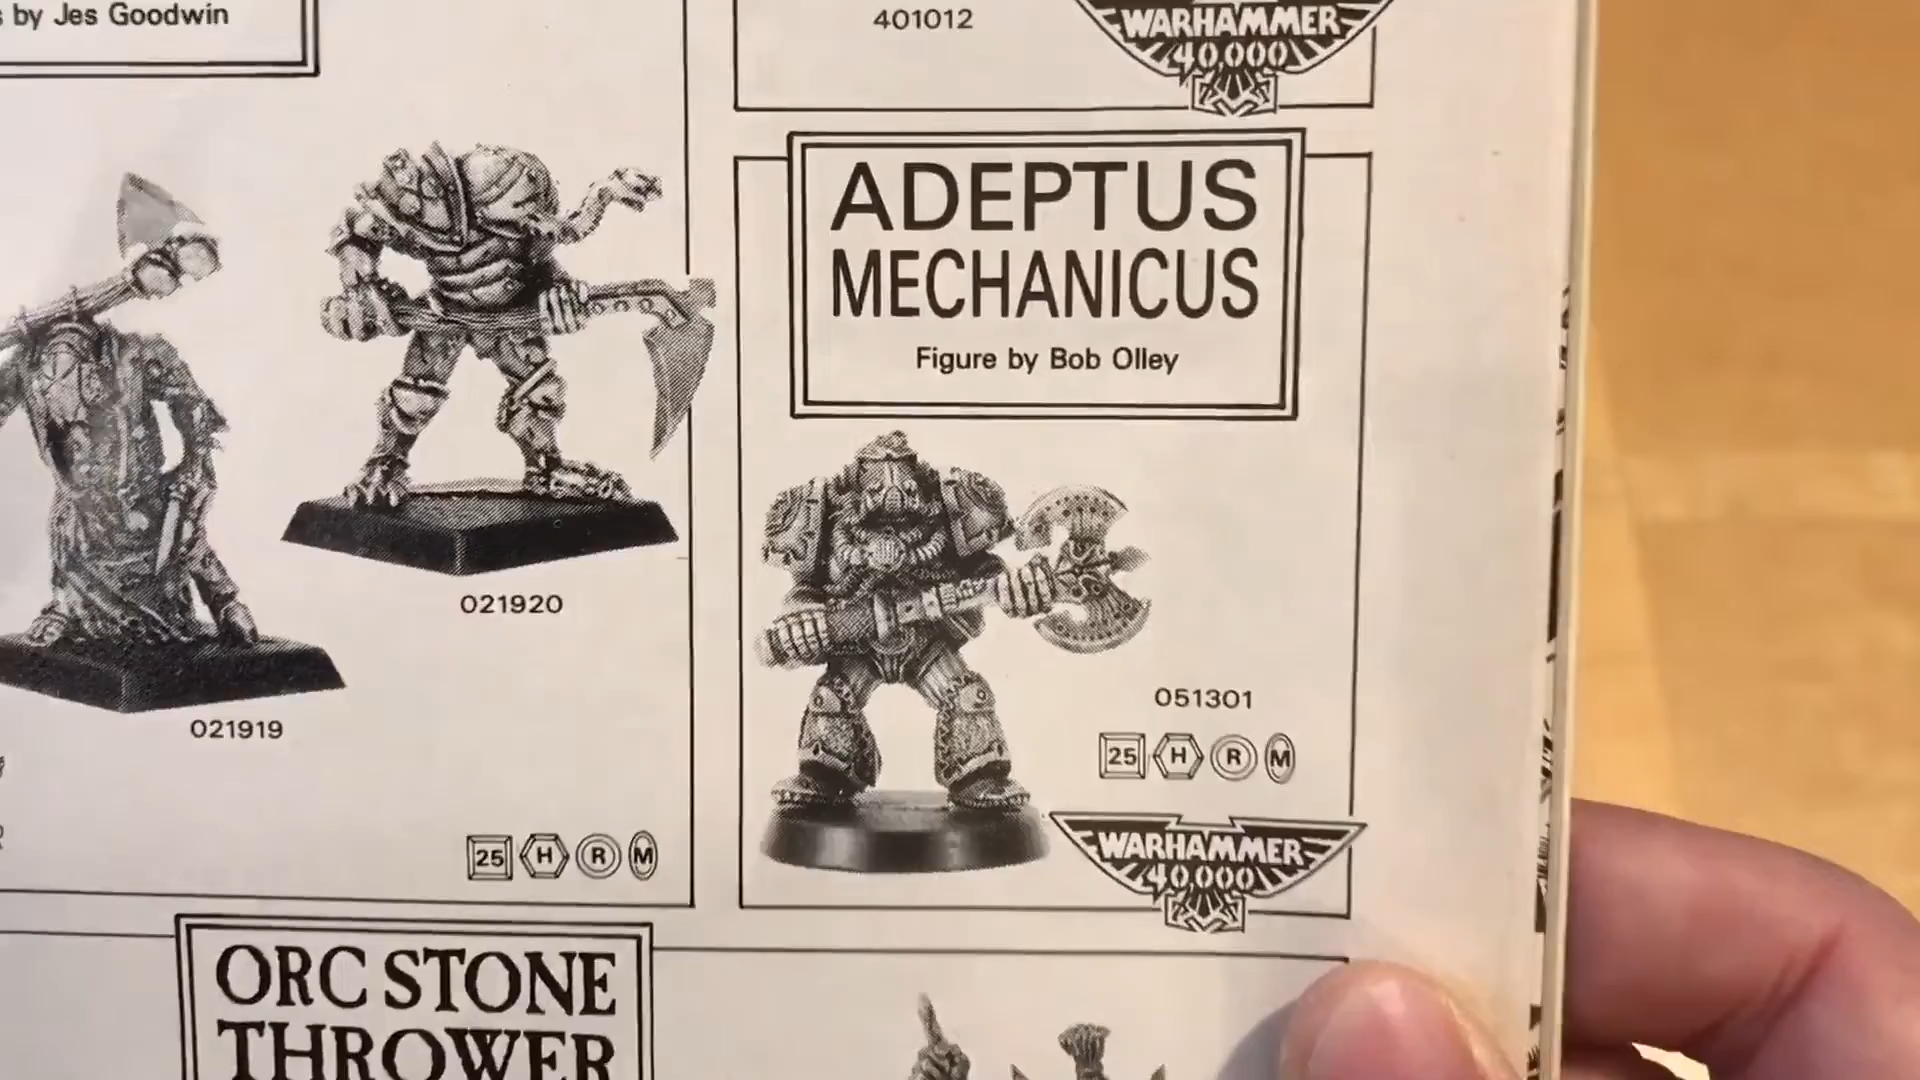 s by Jes Goodwin
021920
021919
25 H R M
401012
WARHAMMER
40,000
ADEPTUS
MECHANICUS
Figure by Bob Olley
051301
25 H R M
WARHAMMER
40,000
ORC STONE
THROWER